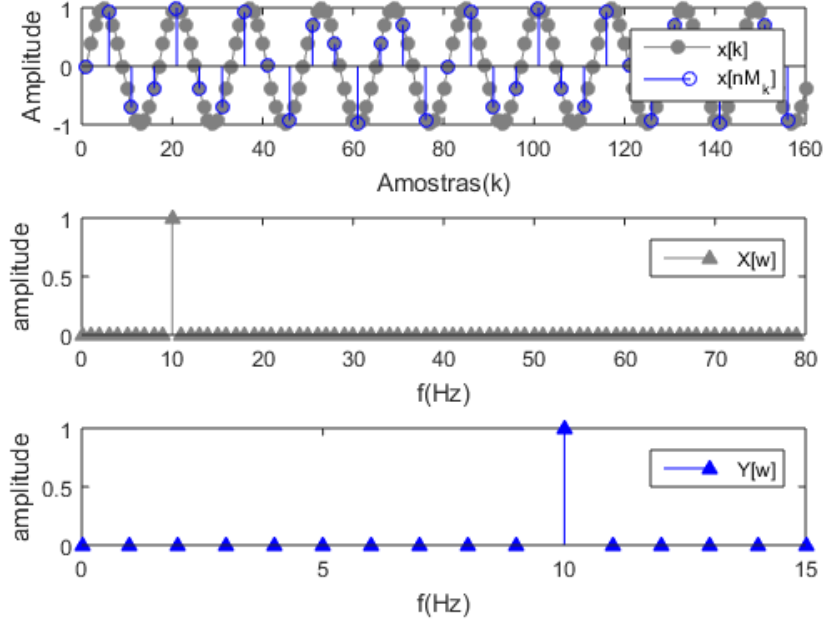 Amplitude
1
0
-1
x[k]
x[nM_k]
0 20 40 60 80 100 120 140 160
Amostras(k)
amplitude
1
0.5
0
X[w]
0 10 20 30 40 50 60 70 80
f(Hz)
amplitude
1
0.5
0
Y[w]
0 5 10 15
f(Hz)